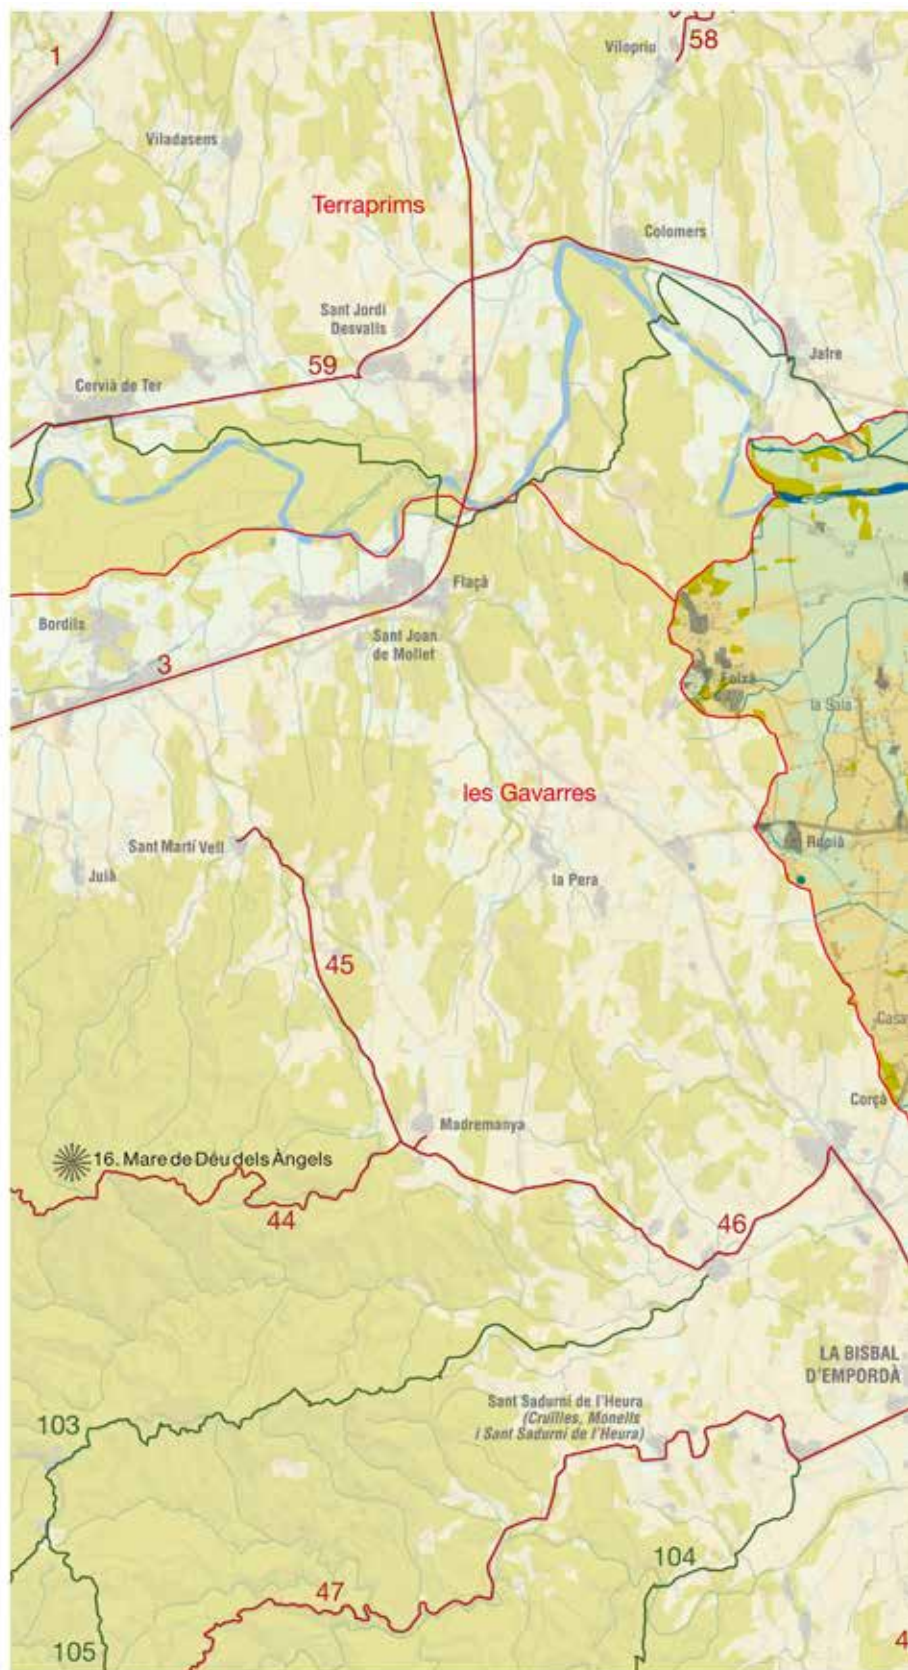 58
Vilopriu
1
Viladasens
Terraprims
Colomers
Sant Jordi
Desvalls
Jafre
59
Cervià de Ter
Flaçà
Bordils
Sant Joan
de Mollet
3
Foixà
la Sala
les Gavarres
Sant Martí Vell
Rupià
Juià
la Pera
45
Casa
Corçà
Madremanya
16. Mare de Déu dels Àngels
44
46
LA BISBAL
D'EMPORDÀ
Sant Sadurní de l'Heura
(Cruïlles, Monells
i Sant Sadurní de l'Heura)
103
104
47
105
4